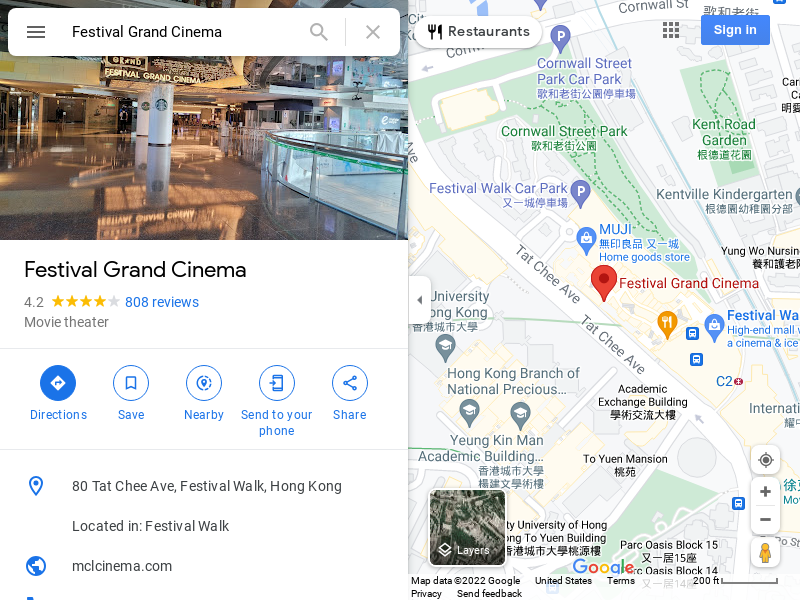 Festival Grand Cinema
GRAND
FESTIVAL GRAND CINEMA
Festival Grand Cinema
4.2
808 reviews
Movie theater
Directions
Save
Nearby
Send to your
phone
Share
80 Tat Chee Ave, Festival Walk, Hong Kong
Located in: Festival Walk
mclcinema.com
Restaurants
Sign in
Cornwall St
歌和老街
Cornwall Street
Park Car Park
歌和老街公園停車場
Cornwall Street Park
歌和老街公園
Kent Road
Garden
根德道花園
Festival Walk Car Park
又一城停車場
Kentville Kindergarten
根德園幼稚園分部
MUJI
無印良品 又一城
Home goods store
Yung Wo Nursin
養和護老院
Tat Chee Ave
Festival Grand Cinema
University
ong Kong
香港城市大學
Tat Chee Ave
Festival Wa
High-end mall w
a cinema & ice
C2
Hong Kong Branch of
National Precious...
Academic
Exchange Building
學術交流大樓
Internatio
Yeung Kin Man
Academic Building...
香港城市大學
楊建文學術樓
To Yuen Mansion
桃苑
ty University of Hong
ong To Yuen Building
香港城市大學桃源樓
Layers
Parc Oasis Block 15
又一居15座
Parc Oasis Block 14
又一居14座
Google
Map data ©2022 Google
United States
Terms
200 ft
Privacy
Send feedback